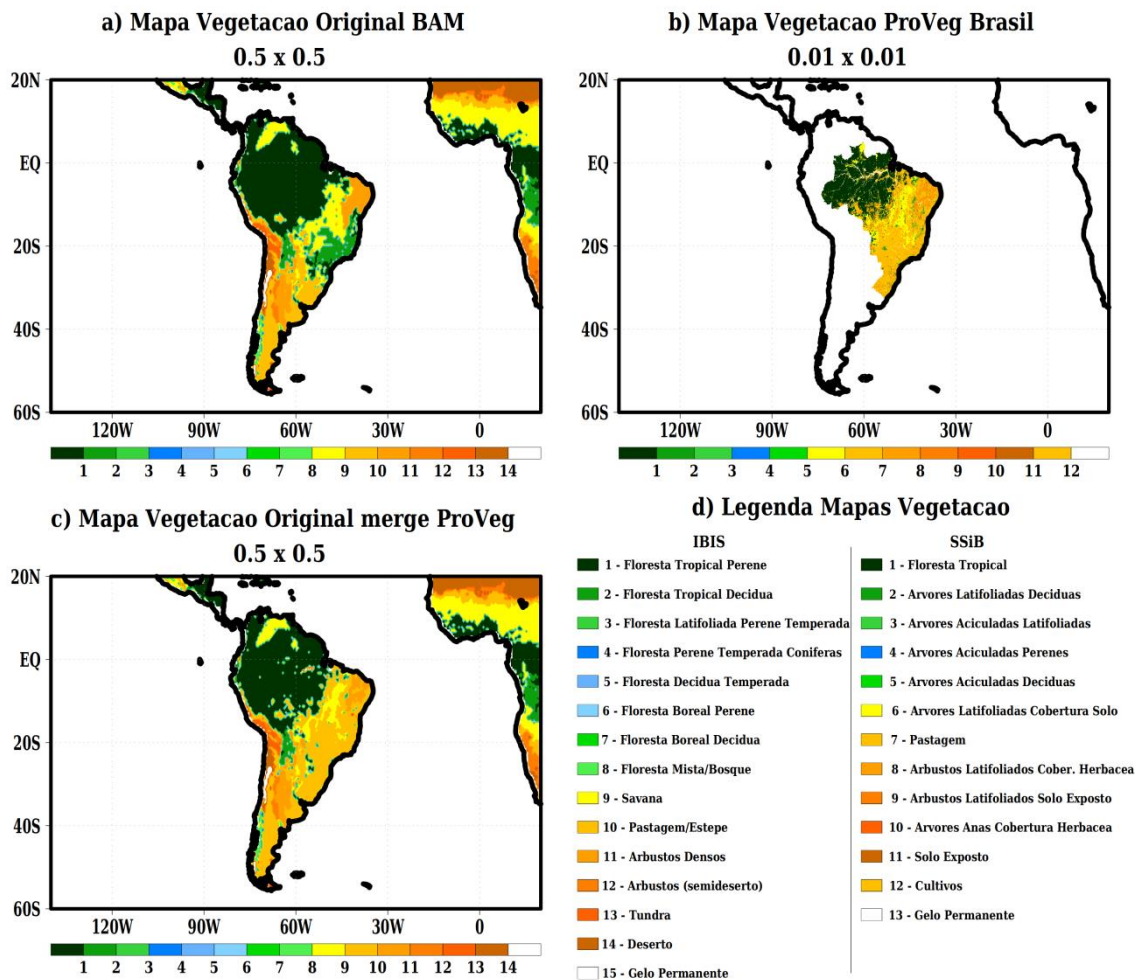 a) Mapa Vegetacao Original BAM
0.5 x 0.5
20N
EQ
20S
40S
60S
120W 90W 60W 30W 0
1 2 3 4 5 6 7 8 9 10 11 12 13 14
b) Mapa Vegetacao ProVeg Brasil
0.01 x 0.01
20N
EQ
20S
40S
60S
120W 90W 60W 30W 0
1 2 3 4 5 6 7 8 9 10 11 12
c) Mapa Vegetacao Original merge ProVeg
0.5 x 0.5
20N
EQ
20S
40S
60S
120W 90W 60W 30W 0
1 2 3 4 5 6 7 8 9 10 11 12 13 14
d) Legenda Mapas Vegetacao
IBIS
1 - Floresta Tropical Perene
2 - Floresta Tropical Decidua
3 - Floresta Latifoliada Perene Temperada
4 - Floresta Perene Temperada Coniferas
5 - Floresta Decidua Temperada
6 - Floresta Boreal Perene
7 - Floresta Boreal Decidua
8 - Floresta Mista/Bosque
9 - Savana
10 - Pastagem/Estepe
11 - Arbustos Densos
12 - Arbustos (semideserto)
13 - Tundra
14 - Deserto
15 - Gelo Permanente
SSiB
1 - Floresta Tropical
2 - Arvores Latifoliadas Deciduas
3 - Arvores Aciculadas Latifoliadas
4 - Arvores Aciculadas Perenes
5 - Arvores Aciculadas Deciduas
6 - Arvores Latifoliadas Cobertura Solo
7 - Pastagem
8 - Arbustos Latifoliados Cober. Herbacea
9 - Arbustos Latifoliados Solo Exposto
10 - Arvores Anas Cobertura Herbacea
11 - Solo Exposto
12 - Cultivos
13 - Gelo Permanente